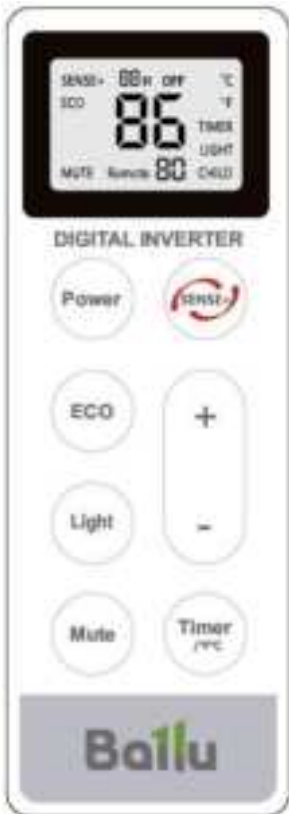 SENSE+ 88H OFF °C
ECO 86 °F
TIMER
LIGHT
MUTE Remote 80 CHILD
DIGITAL INVERTER
Power SENSE+
ECO +
Light -
Mute Timer
/°F°C
Ballu